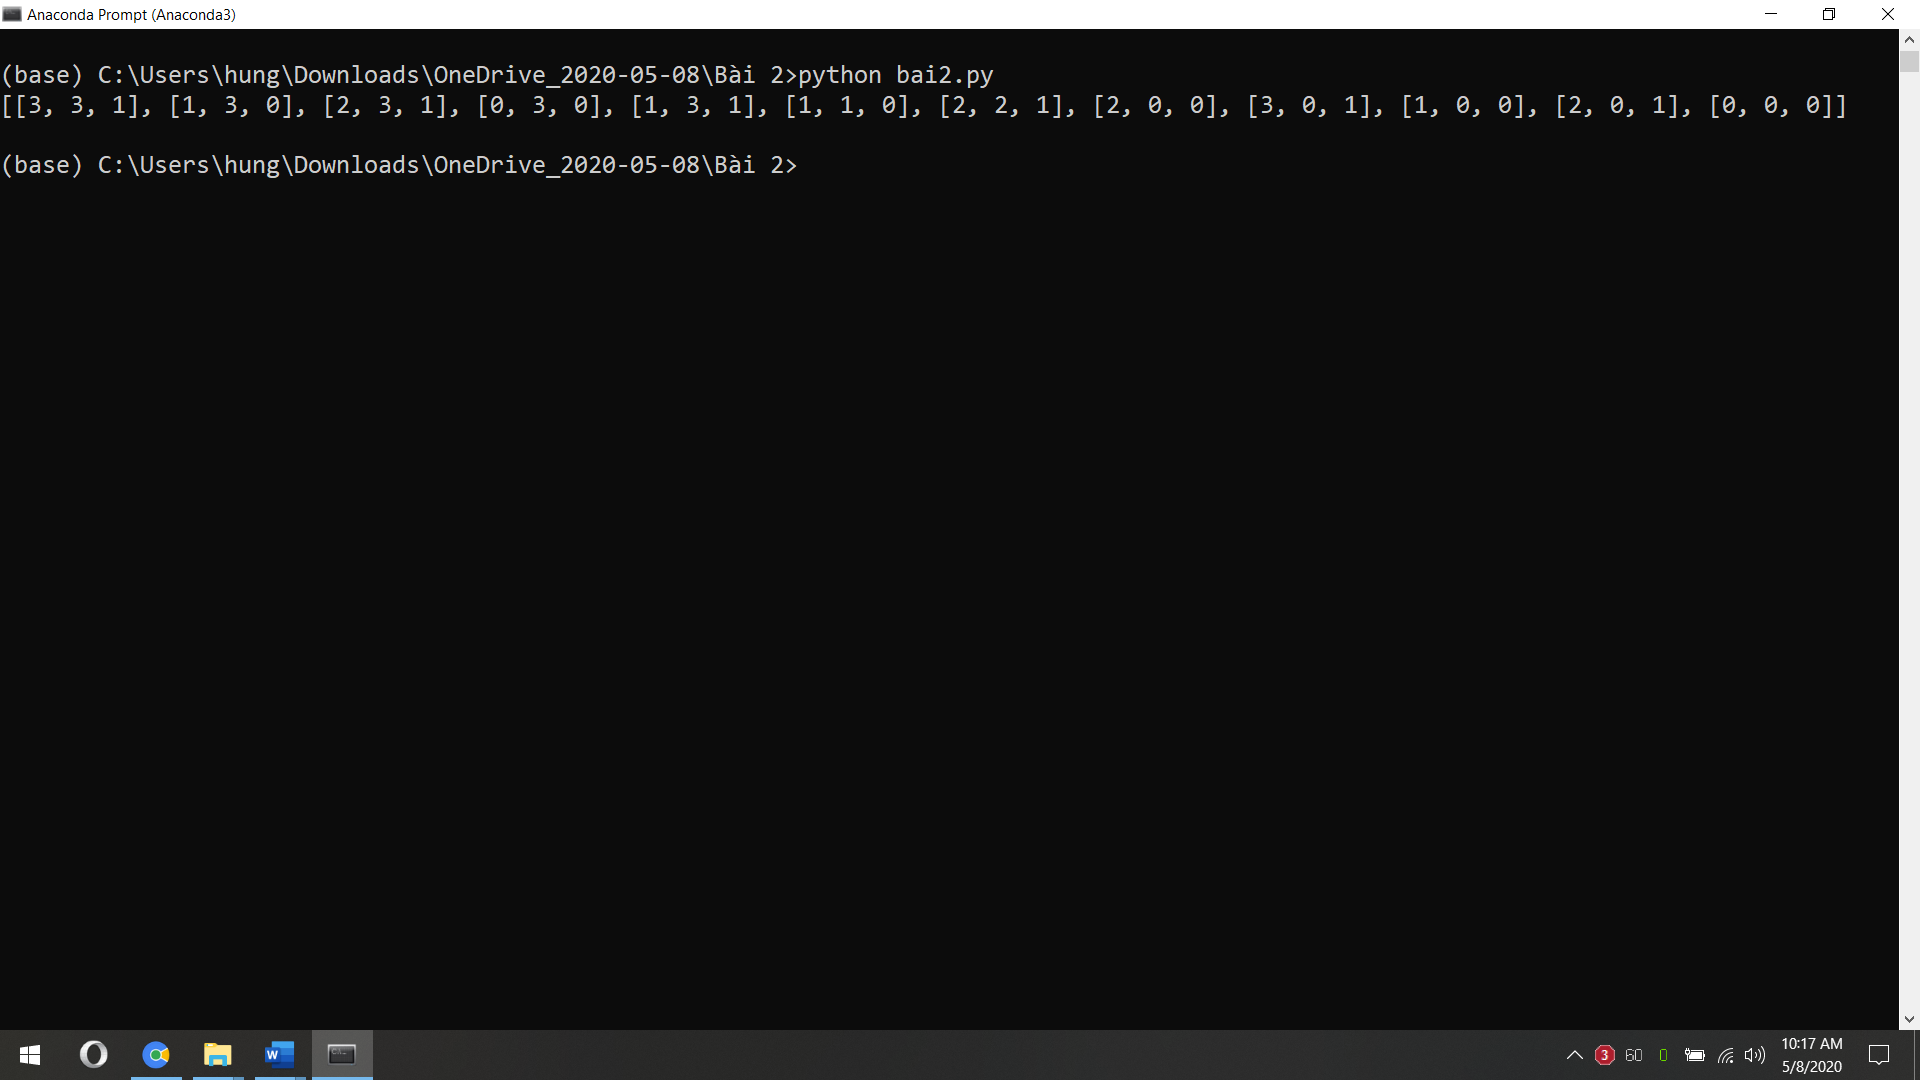 Anaconda Prompt (Anaconda3)
(base) C:\Users\hung\Downloads\OneDrive_2020-05-08\Bài 2>python bai2.py
[[3, 3, 1], [1, 3, 0], [2, 3, 1], [0, 3, 0], [1, 3, 1], [1, 1, 0], [2, 2, 1], [2, 0, 0], [3, 0, 1], [1, 0, 0], [2, 0, 1], [0, 0, 0]]
(base) C:\Users\hung\Downloads\OneDrive_2020-05-08\Bài 2>
3 60 0 10:17 AM
5/8/2020